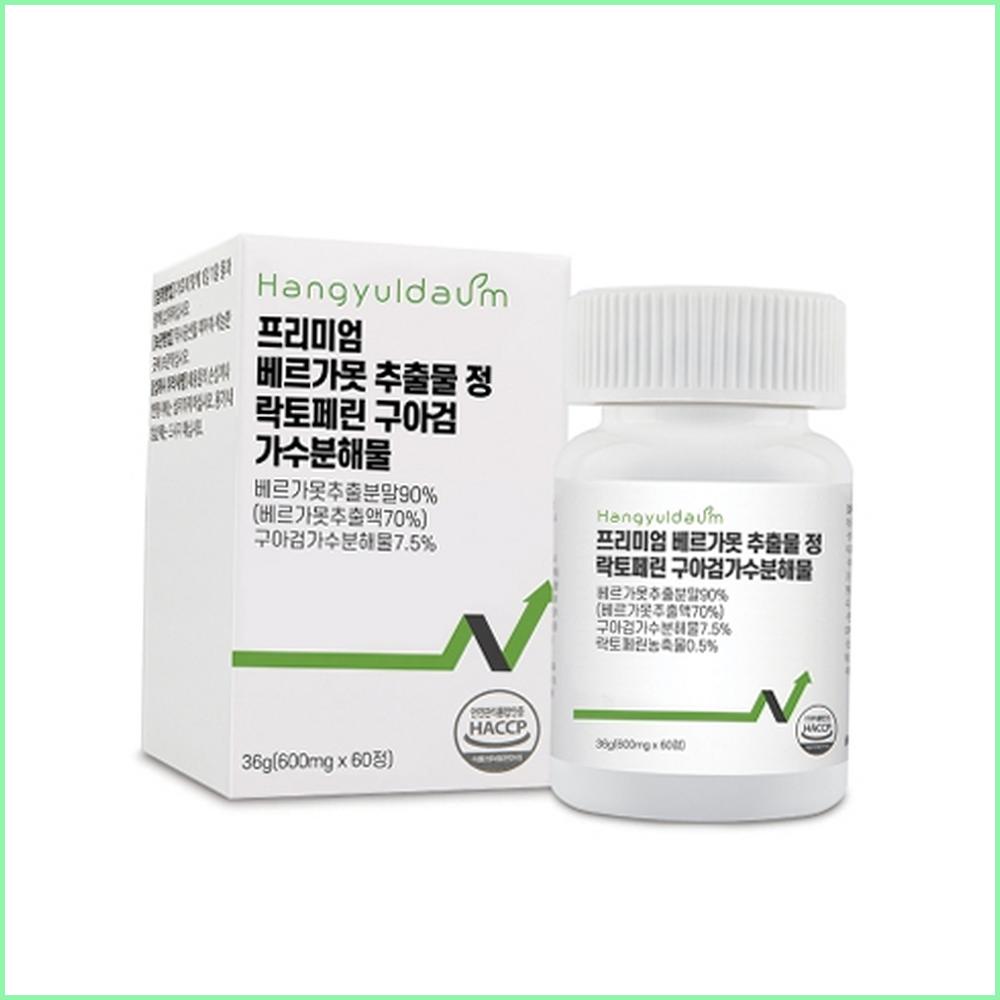 Hangyuldaum
프리미엄
베르가못 추출물 정
락토페린 구아검
가수분해물
베르가못추출분말90%
(베르가못추출액70%)
구아검가수분해물7.5%
HACCP
36g(600mg x 60정)
Hangyuldaum
프리미엄 베르가못 추출물 정
락토페린 구아검가수분해물
베르가못추출분말90%
(베르가못추출액70%)
구아검가수분해물7.5%
락토페린농축물0.5%
HACCP
36g(600mg x 60정)